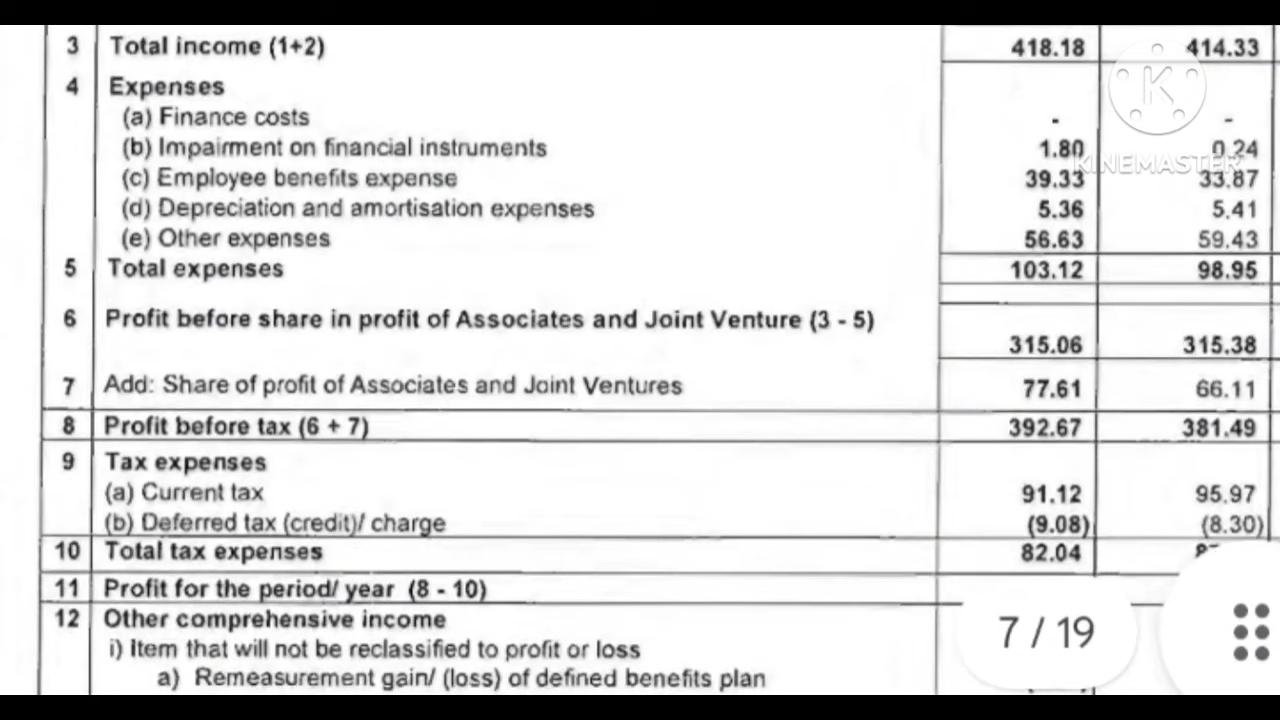 3 Total income (1+2) 418.18 414.33
4 Expenses
(a) Finance costs - -
(b) Impairment on financial instruments 1.80 0.24
KINEMASTER
(c) Employee benefits expense 39.33 33.87
(d) Depreciation and amortisation expenses 5.36 5.41
(e) Other expenses 56.63 59.43
5 Total expenses 103.12 98.95
6 Profit before share in profit of Associates and Joint Venture (3 - 5)
315.06 315.38
7 Add: Share of profit of Associates and Joint Ventures 77.61 66.11
8 Profit before tax (6 + 7) 392.67 381.49
9 Tax expenses
(a) Current tax 91.12 95.97
(b) Deferred tax (credit)/ charge (9.08) (8.30)
10 Total tax expenses 82.04
11 Profit for the period/ year (8 - 10)
12 Other comprehensive income
7 / 19
i) Item that will not be reclassified to profit or loss
a) Remeasurement gain/ (loss) of defined benefits plan